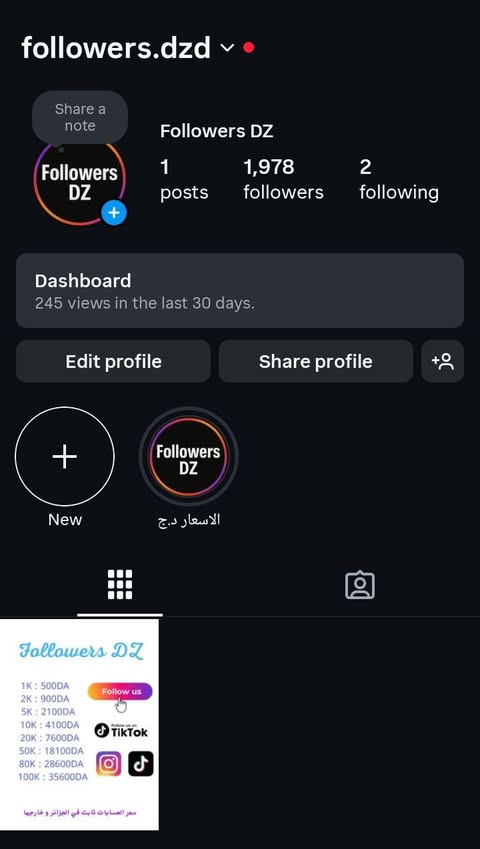 followers.dzd
Share a
note
Followers
DZ
Followers DZ
1
posts
1,978
followers
2
following
Dashboard
245 views in the last 30 days.
Edit profile
Share profile
New
Followers
DZ
الاسعار د.ج
Followers DZ
1K : 500DA
2K : 900DA
5K : 2100DA
10K : 4100DA
20K : 7600DA
50K : 18100DA
80K : 28600DA
100K : 35600DA
Follow us
Follow us on
TikTok
سعر الحسابات ثابت في الجزائر و خارجها